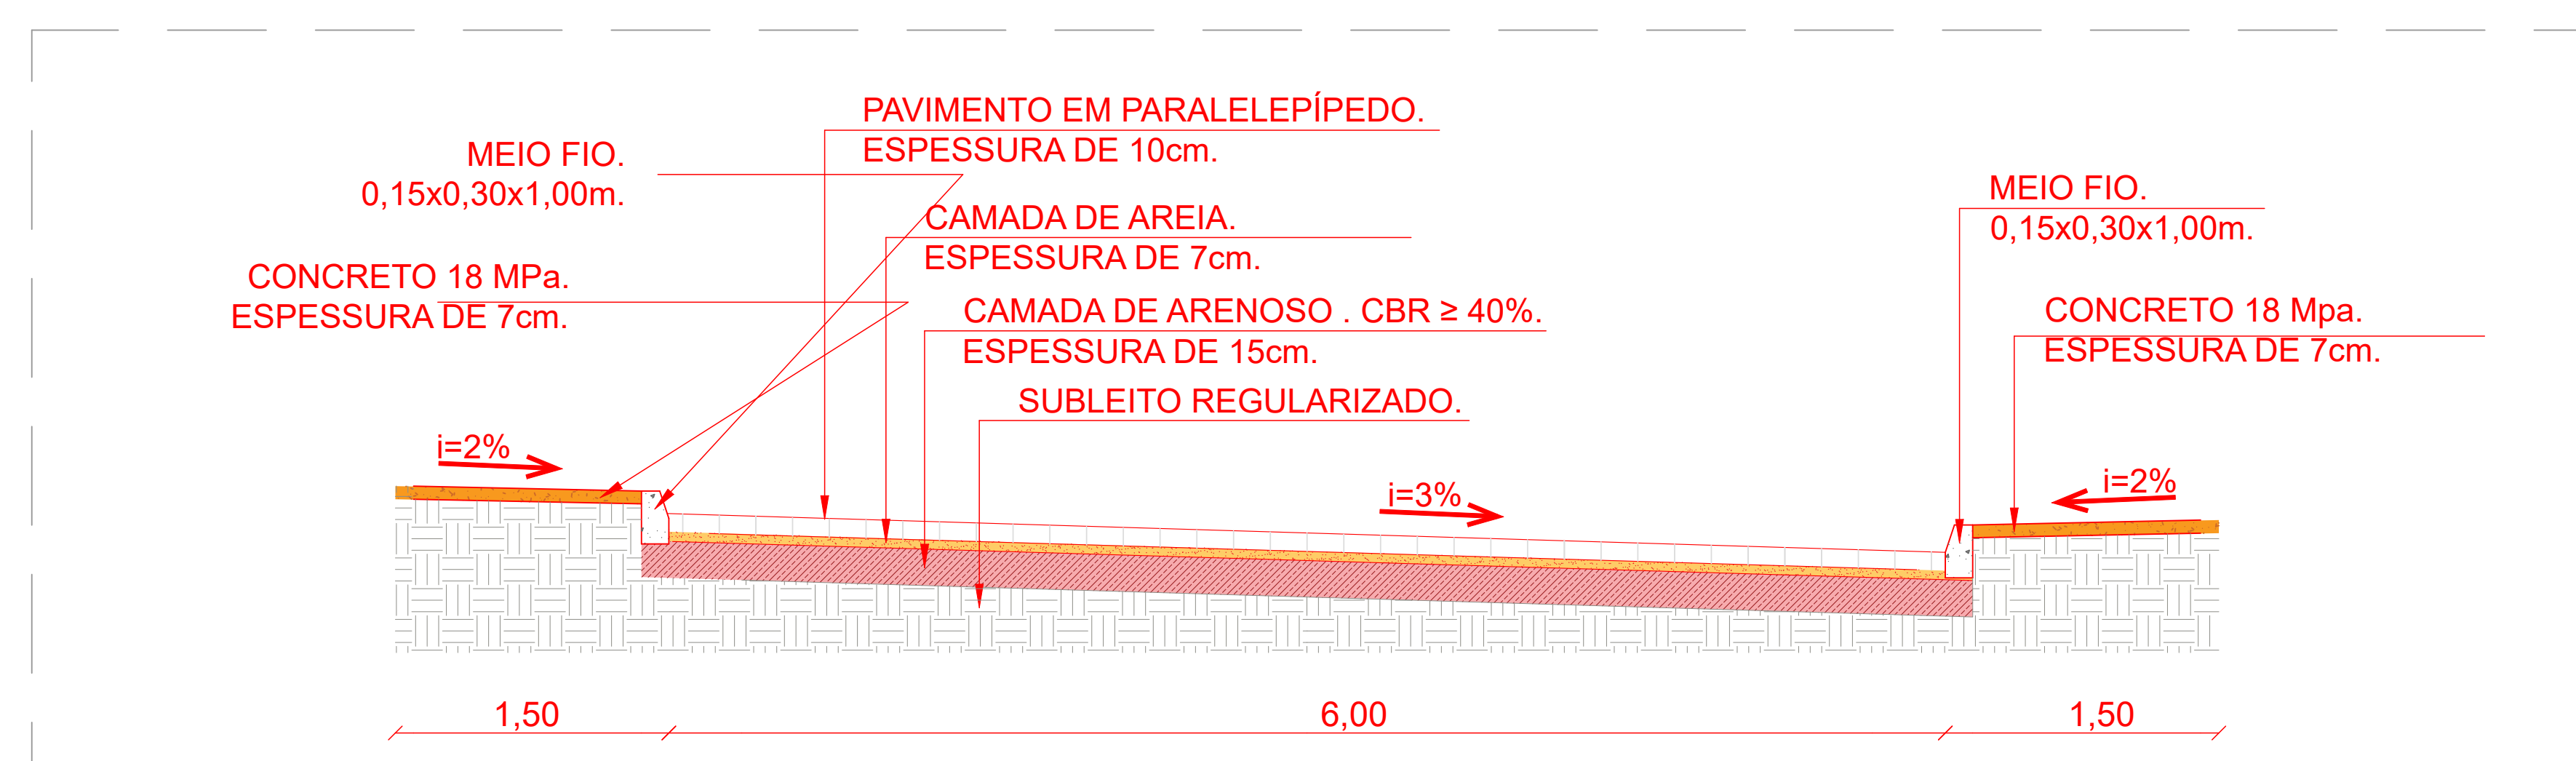 PAVIMENTO EM PARALELEPÍPEDO.
ESPESSURA DE 10cm.
MEIO FIO.
0,15x0,30x1,00m.
MEIO FIO.
0,15x0,30x1,00m.
CAMADA DE AREIA.
ESPESSURA DE 7cm.
CONCRETO 18 MPa.
ESPESSURA DE 7cm.
CAMADA DE ARENOSO . CBR ≥ 40%.
ESPESSURA DE 15cm.
CONCRETO 18 Mpa.
ESPESSURA DE 7cm.
SUBLEITO REGULARIZADO.
i=2%
i=3%
i=2%
1,50
6,00
1,50